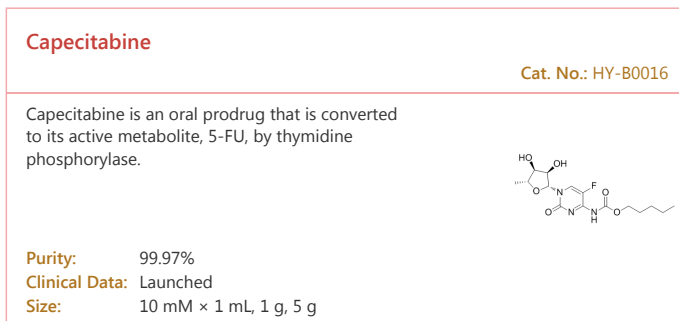 Capecitabine
Cat. No.: HY-B0016
Capecitabine is an oral prodrug that is converted
to its active metabolite, 5-FU, by thymidine
phosphorylase.
HO
OH
F
O
O
N
O
N
N
H
O
Purity: 99.97%
Clinical Data: Launched
Size: 10 mM × 1 mL, 1 g, 5 g